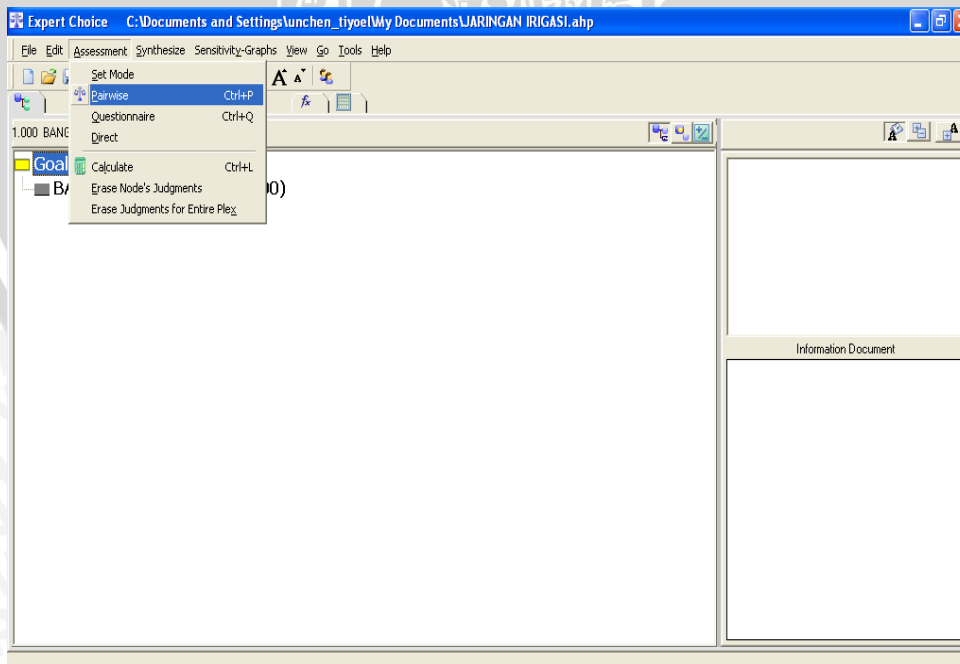 Expert Choice C:\Documents and Settings\unchen_tiyoel\My Documents\JARINGAN IRIGASI.ahp
File Edit Assessment Synthesize Sensitivity-Graphs View Go Tools Help
Set Mode
Pairwise Ctrl+P
Questionnaire Ctrl+Q
Direct
Calculate Ctrl+L
Erase Node's Judgments
Erase Judgments for Entire Plex
1.000 BANG
Goal
BA 00)
Information Document